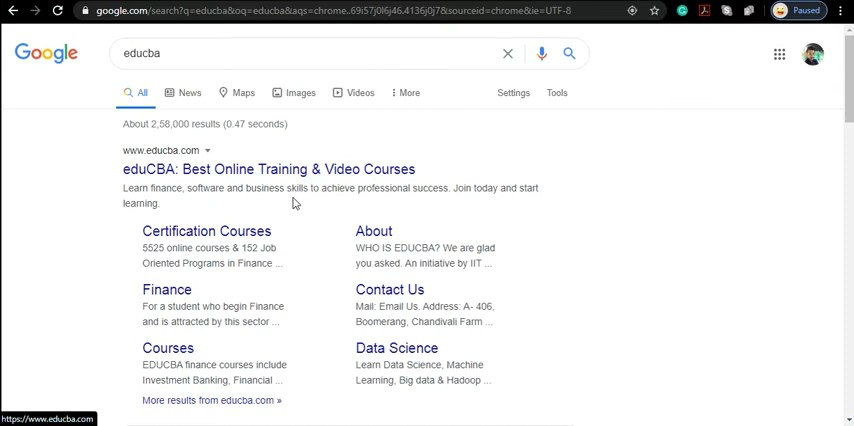 google.com/search?q=educba&oq=educba&aqs=chrome..69i57j0l6j46.4136j0j7&sourceid=chrome&ie=UTF-8
Paused
Google
educba
All
News
Maps
Images
Videos
More
Settings
Tools
About 2,58,000 results (0.47 seconds)
www.educba.com
eduCBA: Best Online Training & Video Courses
Learn finance, software and business skills to achieve professional success. Join today and start
learning.
Certification Courses
5525 online courses & 152 Job
Oriented Programs in Finance ...
About
WHO IS EDUCBA? We are glad
you asked. An initiative by IIT ...
Finance
For a student who begin Finance
and is attracted by this sector ...
Contact Us
Mail: Email Us. Address: A- 406,
Boomerang, Chandivali Farm ...
Courses
EDUCBA finance courses include
Investment Banking, Financial ...
Data Science
Learn Data Science, Machine
Learning, Big data & Hadoop ...
More results from educba.com »
https://www.educba.com